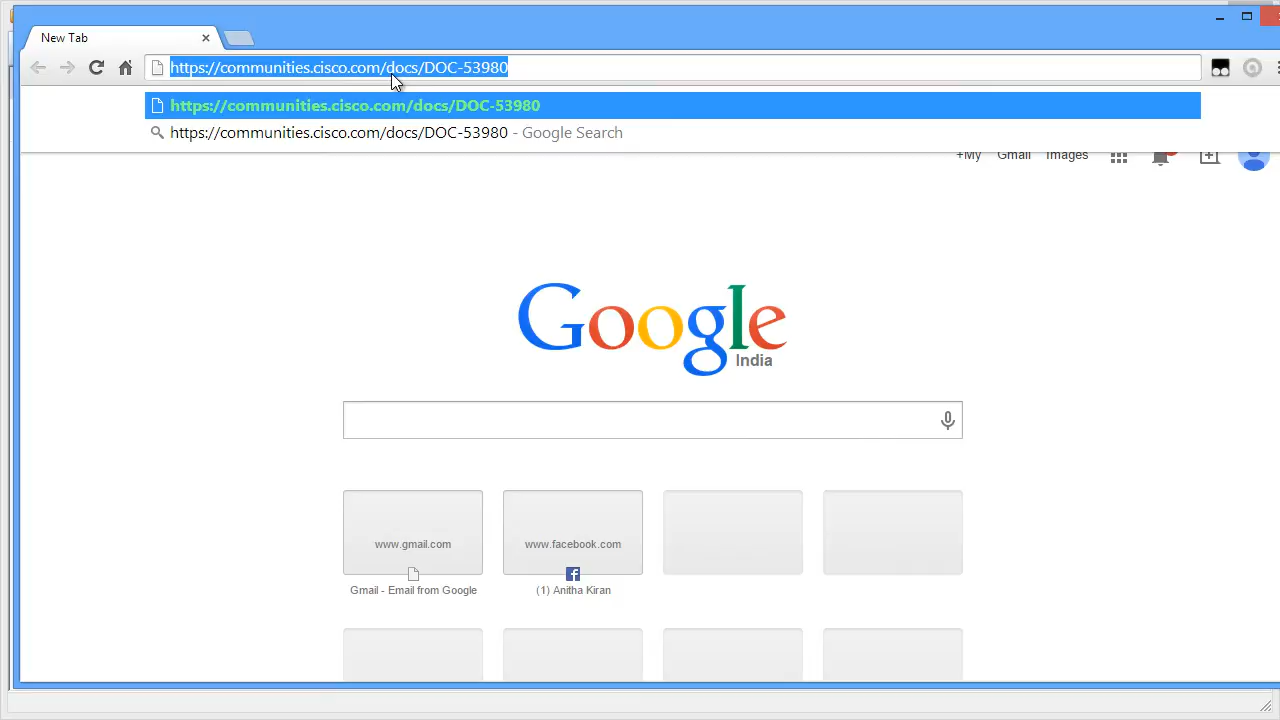 New Tab
https://communities.cisco.com/docs/DOC-53980
https://communities.cisco.com/docs/DOC-53980
https://communities.cisco.com/docs/DOC-53980 - Google Search
+My Gmail Images
Google
India
www.gmail.com www.facebook.com
Gmail - Email from Google (1) Anitha Kiran